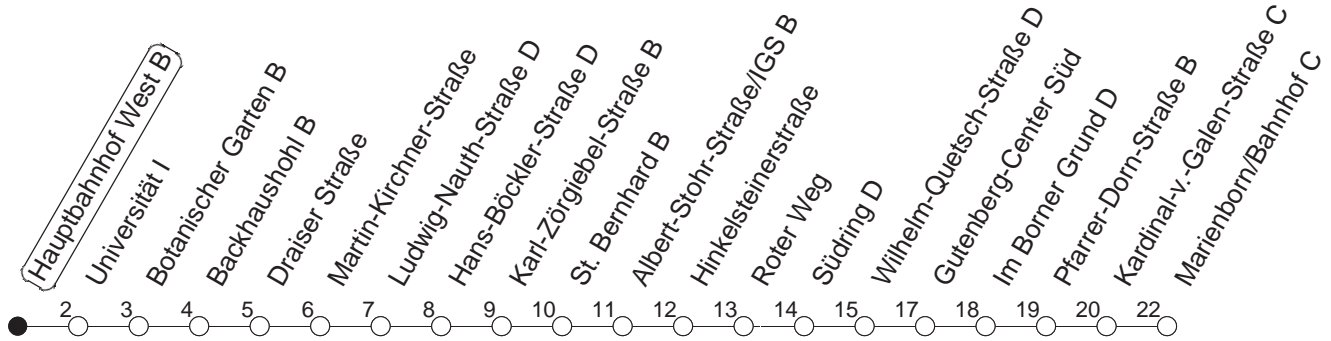 Hauptbahnhof West B
Universität I
Botanischer Garten B
Backhaushohl B
Draiser Straße
Martin-Kirchner-Straße
Ludwig-Nauth-Straße D
Hans-Böckler-Straße D
Karl-Zörgiebel-Straße B
St. Bernhard B
Albert-Stohr-Straße/IGS B
Hinkelsteinerstraße
Roter Weg
Südring D
Wilhelm-Quetsch-Straße D
Gutenberg-Center Süd
Im Borner Grund D
Pfarrer-Dorn-Straße B
Kardinal-v.-Galen-Straße C
Marienborn/Bahnhof C
2 3 4 5 6 7 8 9 10 11 12 13 14 15 17 18 19 20 22